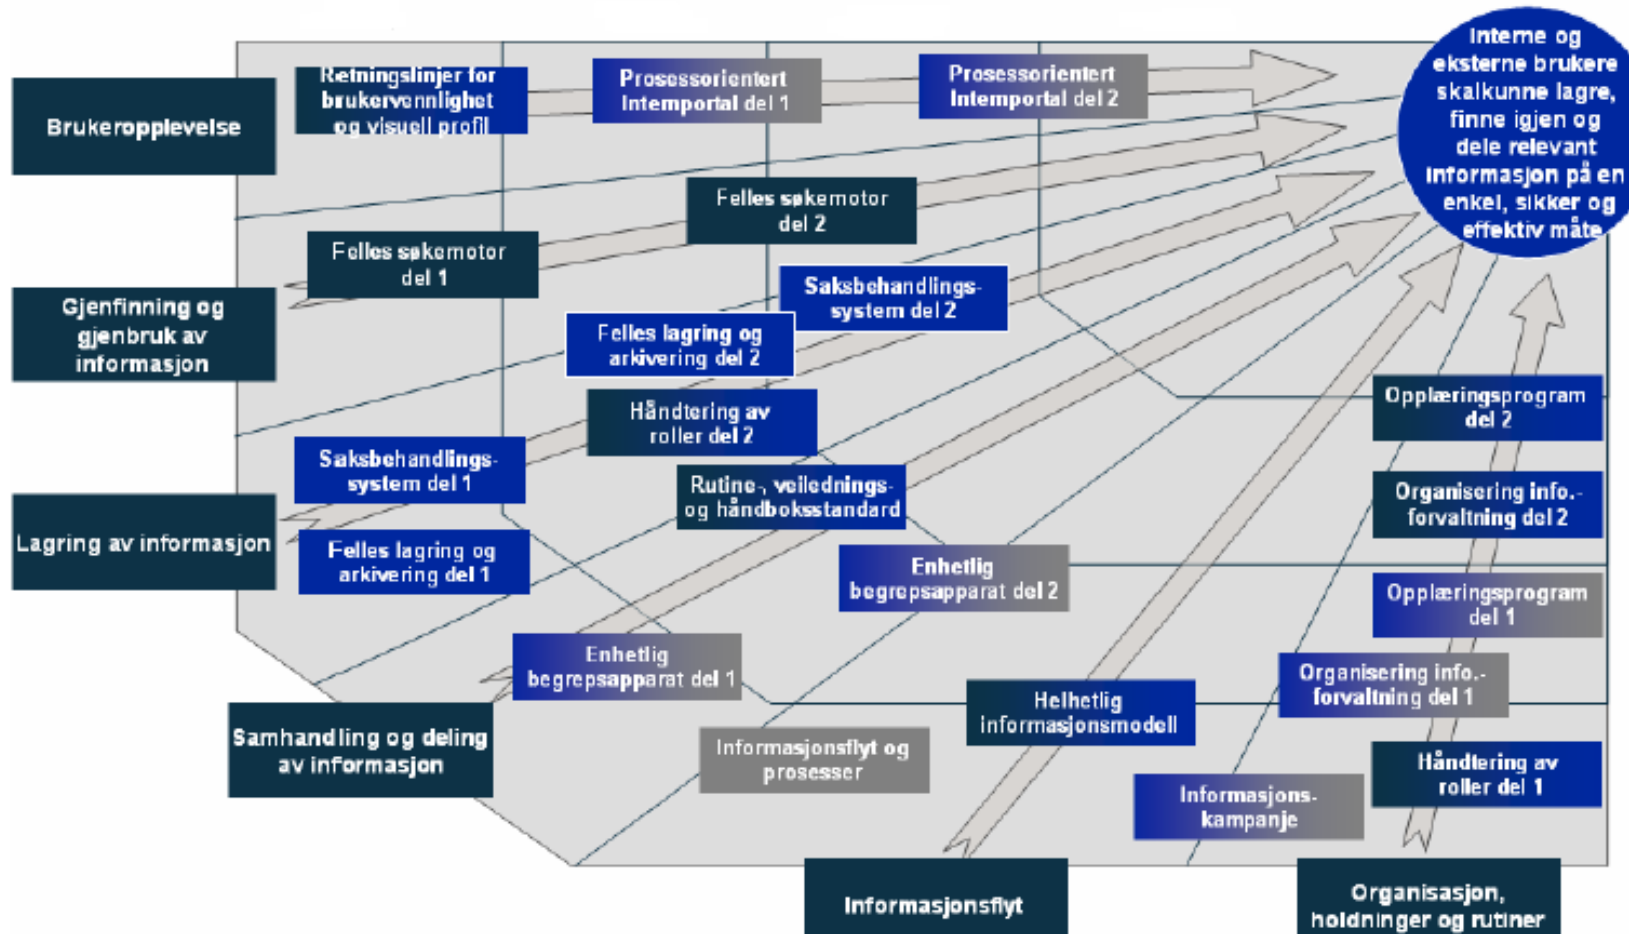 Brukeropplevelse
Retningslinjer for
brukervennlighet
og visuell profil
Prosessorientert
Internportal del 1
Prosessorientert
Internportal del 2
Interne og
eksterne brukere
skalkunne lagre,
finne igjen og
dele relevant
informasjon på en
enkel, sikker og
effektiv måte
Felles søkemotor
del 2
Felles søkemotor
del 1
Gjenfinning og
gjenbruk av
informasjon
Saksbehandlings-
system del 2
Felles lagring og
arkivering del 2
Håndtering av
roller del 2
Opplæringsprogram
del 2
Saksbehandlings-
system del 1
Rutine-, veilednings-
og håndboksstandard
Organisering info.-
forvaltning del 2
Lagring av informasjon
Felles lagring og
arkivering del 1
Enhetlig
begrepsapparat del 2
Opplæringsprogram
del 1
Enhetlig
begrepsapparat del 1
Organisering info.-
forvaltning del 1
Helhetlig
informasjonsmodell
Samhandling og deling
av informasjon
Informasjonsflyt og
prosesser
Håndtering av
roller del 1
Informasjons-
kampanje
Informasjonsflyt
Organisasjon,
holdninger og rutiner